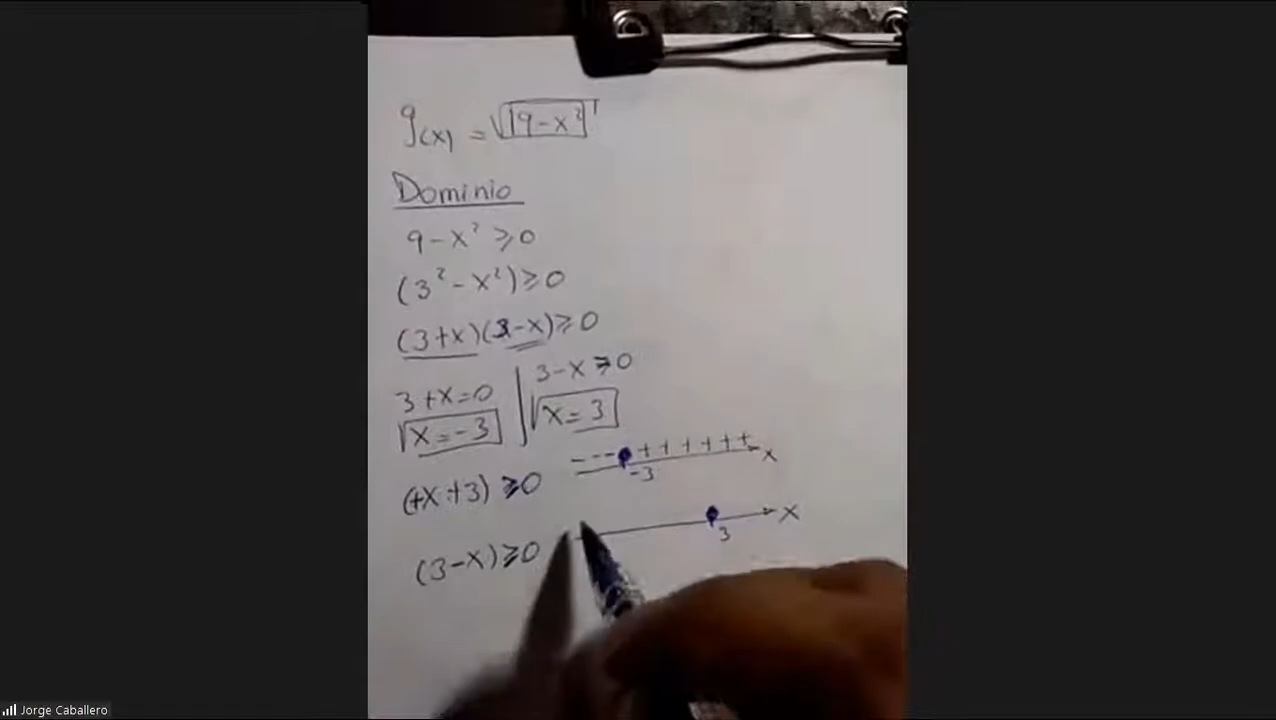 g(x) = √|9-x²|
Dominio
9-x² ≥ 0
(3²-x²) ≥ 0
(3+x)(3-x) ≥ 0
3+x=0 | 3-x ≥ 0
x=-3 | x=3
--- + + + + + + x
-3
(+x+3) ≥ 0
x
3
(3-x) ≥ 0
Jorge Caballero